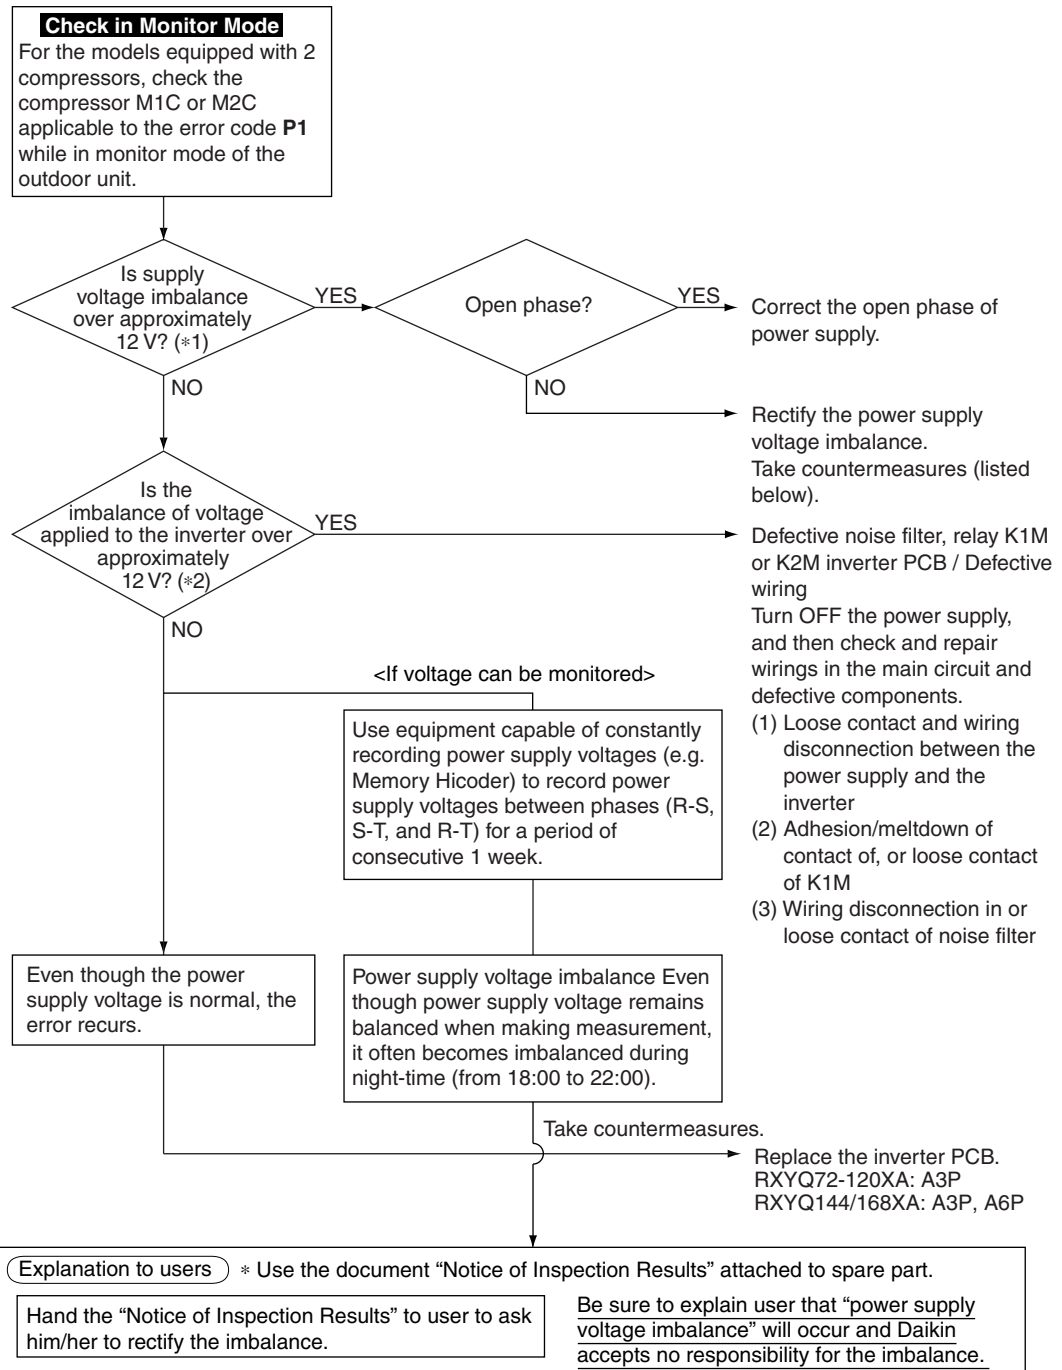 Check in Monitor Mode
For the models equipped with 2
compressors, check the
compressor M1C or M2C
applicable to the error code P1
while in monitor mode of the
outdoor unit.
Is supply
voltage imbalance
over approximately
12 V? (*1)
YES
NO
Open phase?
YES
NO
Correct the open phase of
power supply.
Rectify the power supply
voltage imbalance.
Take countermeasures (listed
below).
Is the
imbalance of voltage
applied to the inverter over
approximately
12 V? (*2)
YES
NO
Defective noise filter, relay K1M
or K2M inverter PCB / Defective
wiring
Turn OFF the power supply,
and then check and repair
wirings in the main circuit and
defective components.
(1) Loose contact and wiring
disconnection between the
power supply and the
inverter
(2) Adhesion/meltdown of
contact of, or loose contact
of K1M
(3) Wiring disconnection in or
loose contact of noise filter
<If voltage can be monitored>
Use equipment capable of constantly
recording power supply voltages (e.g.
Memory Hicoder) to record power
supply voltages between phases (R-S,
S-T, and R-T) for a period of
consecutive 1 week.
Even though the power
supply voltage is normal, the
error recurs.
Power supply voltage imbalance Even
though power supply voltage remains
balanced when making measurement,
it often becomes imbalanced during
night-time (from 18:00 to 22:00).
Take countermeasures.
Replace the inverter PCB.
RXYQ72-120XA: A3P
RXYQ144/168XA: A3P, A6P
Explanation to users * Use the document “Notice of Inspection Results” attached to spare part.
Hand the “Notice of Inspection Results” to user to ask
him/her to rectify the imbalance.
Be sure to explain user that “power supply
voltage imbalance” will occur and Daikin
accepts no responsibility for the imbalance.